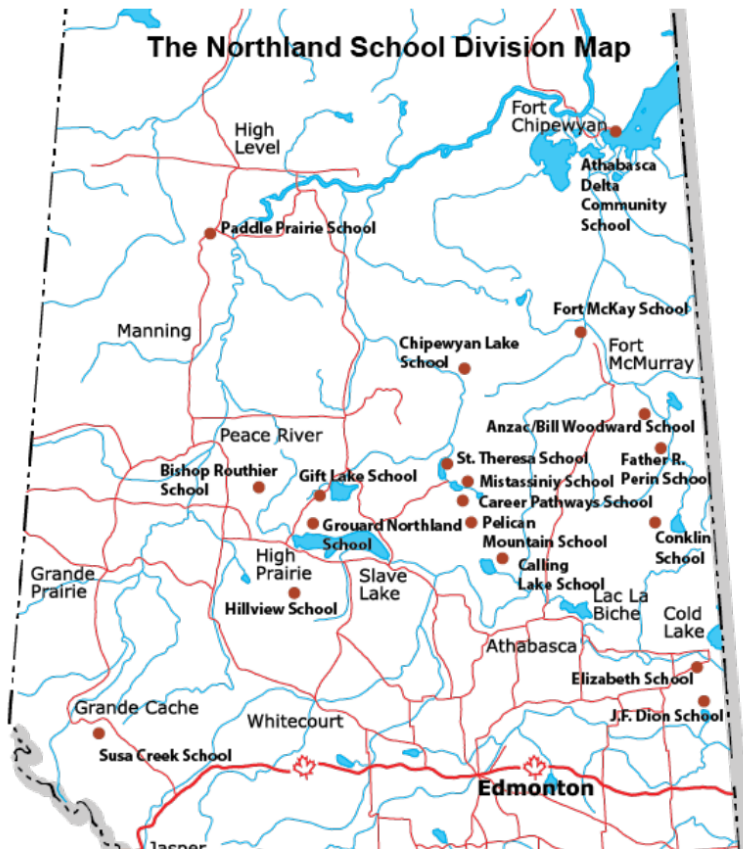 The Northland School Division Map
Fort
Chipewyan
High
Level
Athabasca
Delta
Community
School
Paddle Prairie School
Fort McKay School
Manning
Chipewyan Lake
School
Fort
McMurray
Anzac/Bill Woodward School
Peace River
St. Theresa School
Father R.
Perin School
Bishop Routhier
School
Gift Lake School
Mistassiniy School
Career Pathways School
Grouard Northland
School
Pelican
Mountain School
Conklin
School
High
Prairie
Calling
Lake School
Grande
Prairie
Slave
Lake
Hillview School
Lac La
Biche
Cold
Lake
Athabasca
Elizabeth School
Grande Cache
Whitecourt
J.F. Dion School
Susa Creek School
Edmonton
Jasper